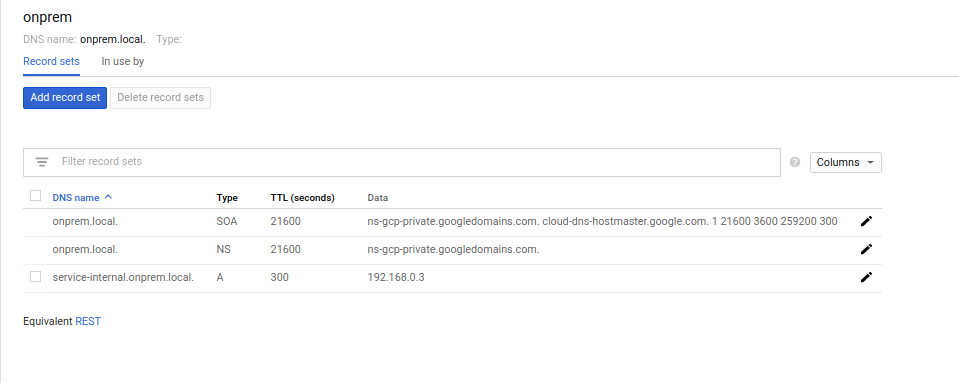 onprem
DNS name: onprem.local. Type:
Record sets In use by
Add record set Delete record sets
Filter record sets Columns
DNS name Type TTL (seconds) Data
onprem.local. SOA 21600 ns-gcp-private.googledomains.com. cloud-dns-hostmaster.google.com. 1 21600 3600 259200 300
onprem.local. NS 21600 ns-gcp-private.googledomains.com.
service-internal.onprem.local. A 300 192.168.0.3
Equivalent REST